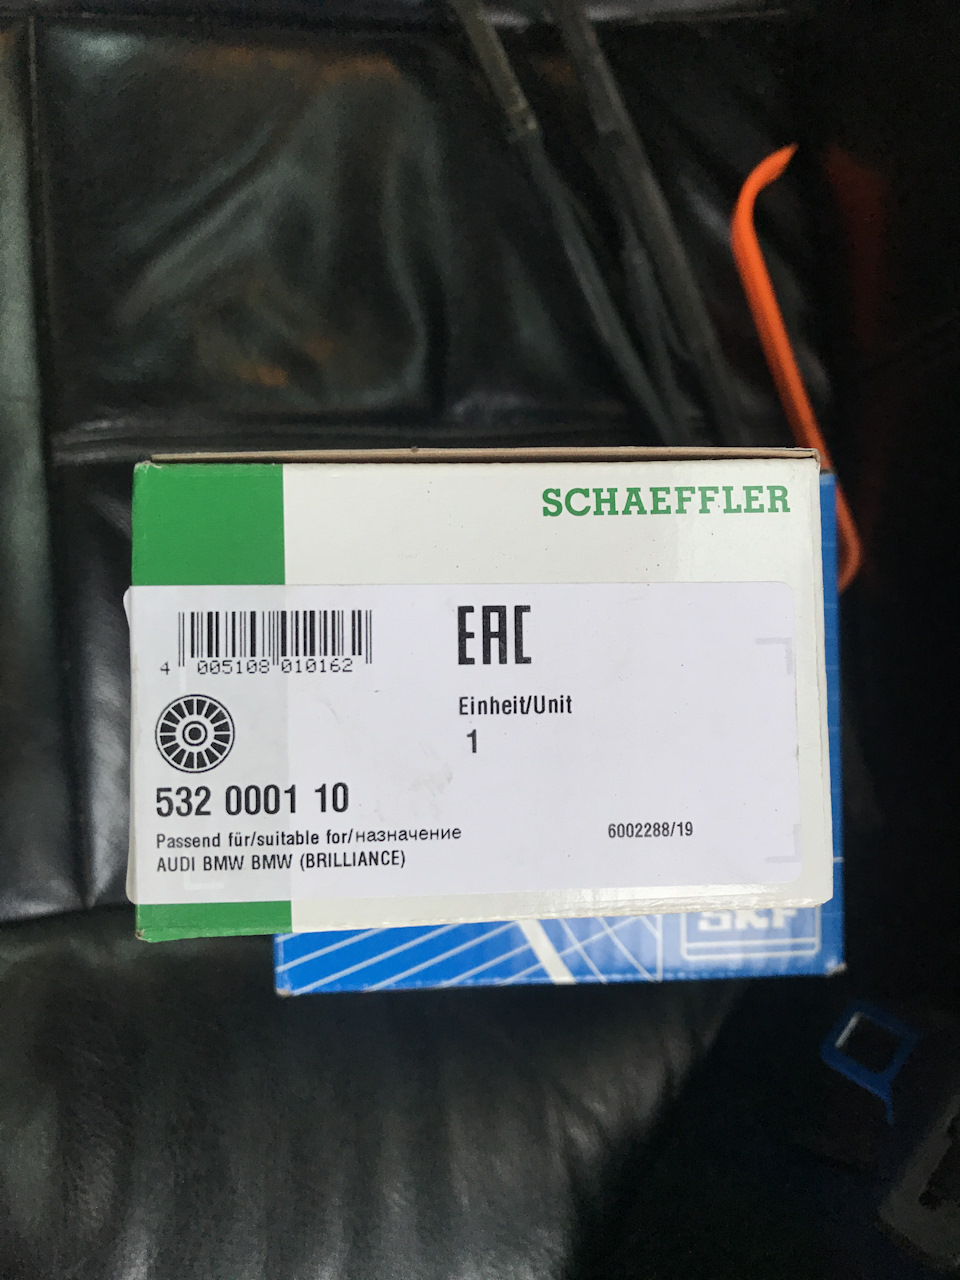 SCHAEFFLER
EAC
4 005108 010162
Einheit/Unit
1
532 0001 10
Passend für/suitable for/назначение
6002288/19
AUDI BMW BMW (BRILLIANCE)
SKF